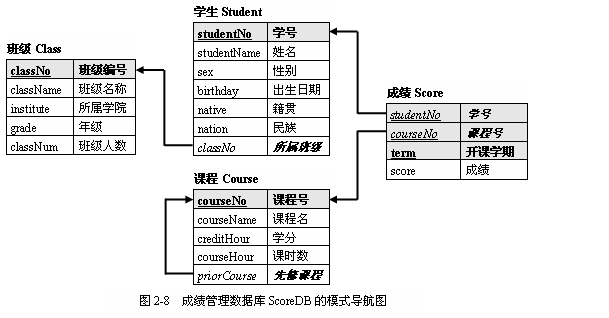 学生 Student
studentNo 学号
studentName 姓名
sex 性别
birthday 出生日期
native 籍贯
nation 民族
classNo 所属班级
班级 Class
classNo 班级编号
className 班级名称
institute 所属学院
grade 年级
classNum 班级人数
成绩 Score
studentNo 学号
courseNo 课程号
term 开课学期
score 成绩
课程 Course
courseNo 课程号
courseName 课程名
creditHour 学分
courseHour 课时数
priorCourse 先修课程
图 2-8 成绩管理数据库 ScoreDB 的模式导航图